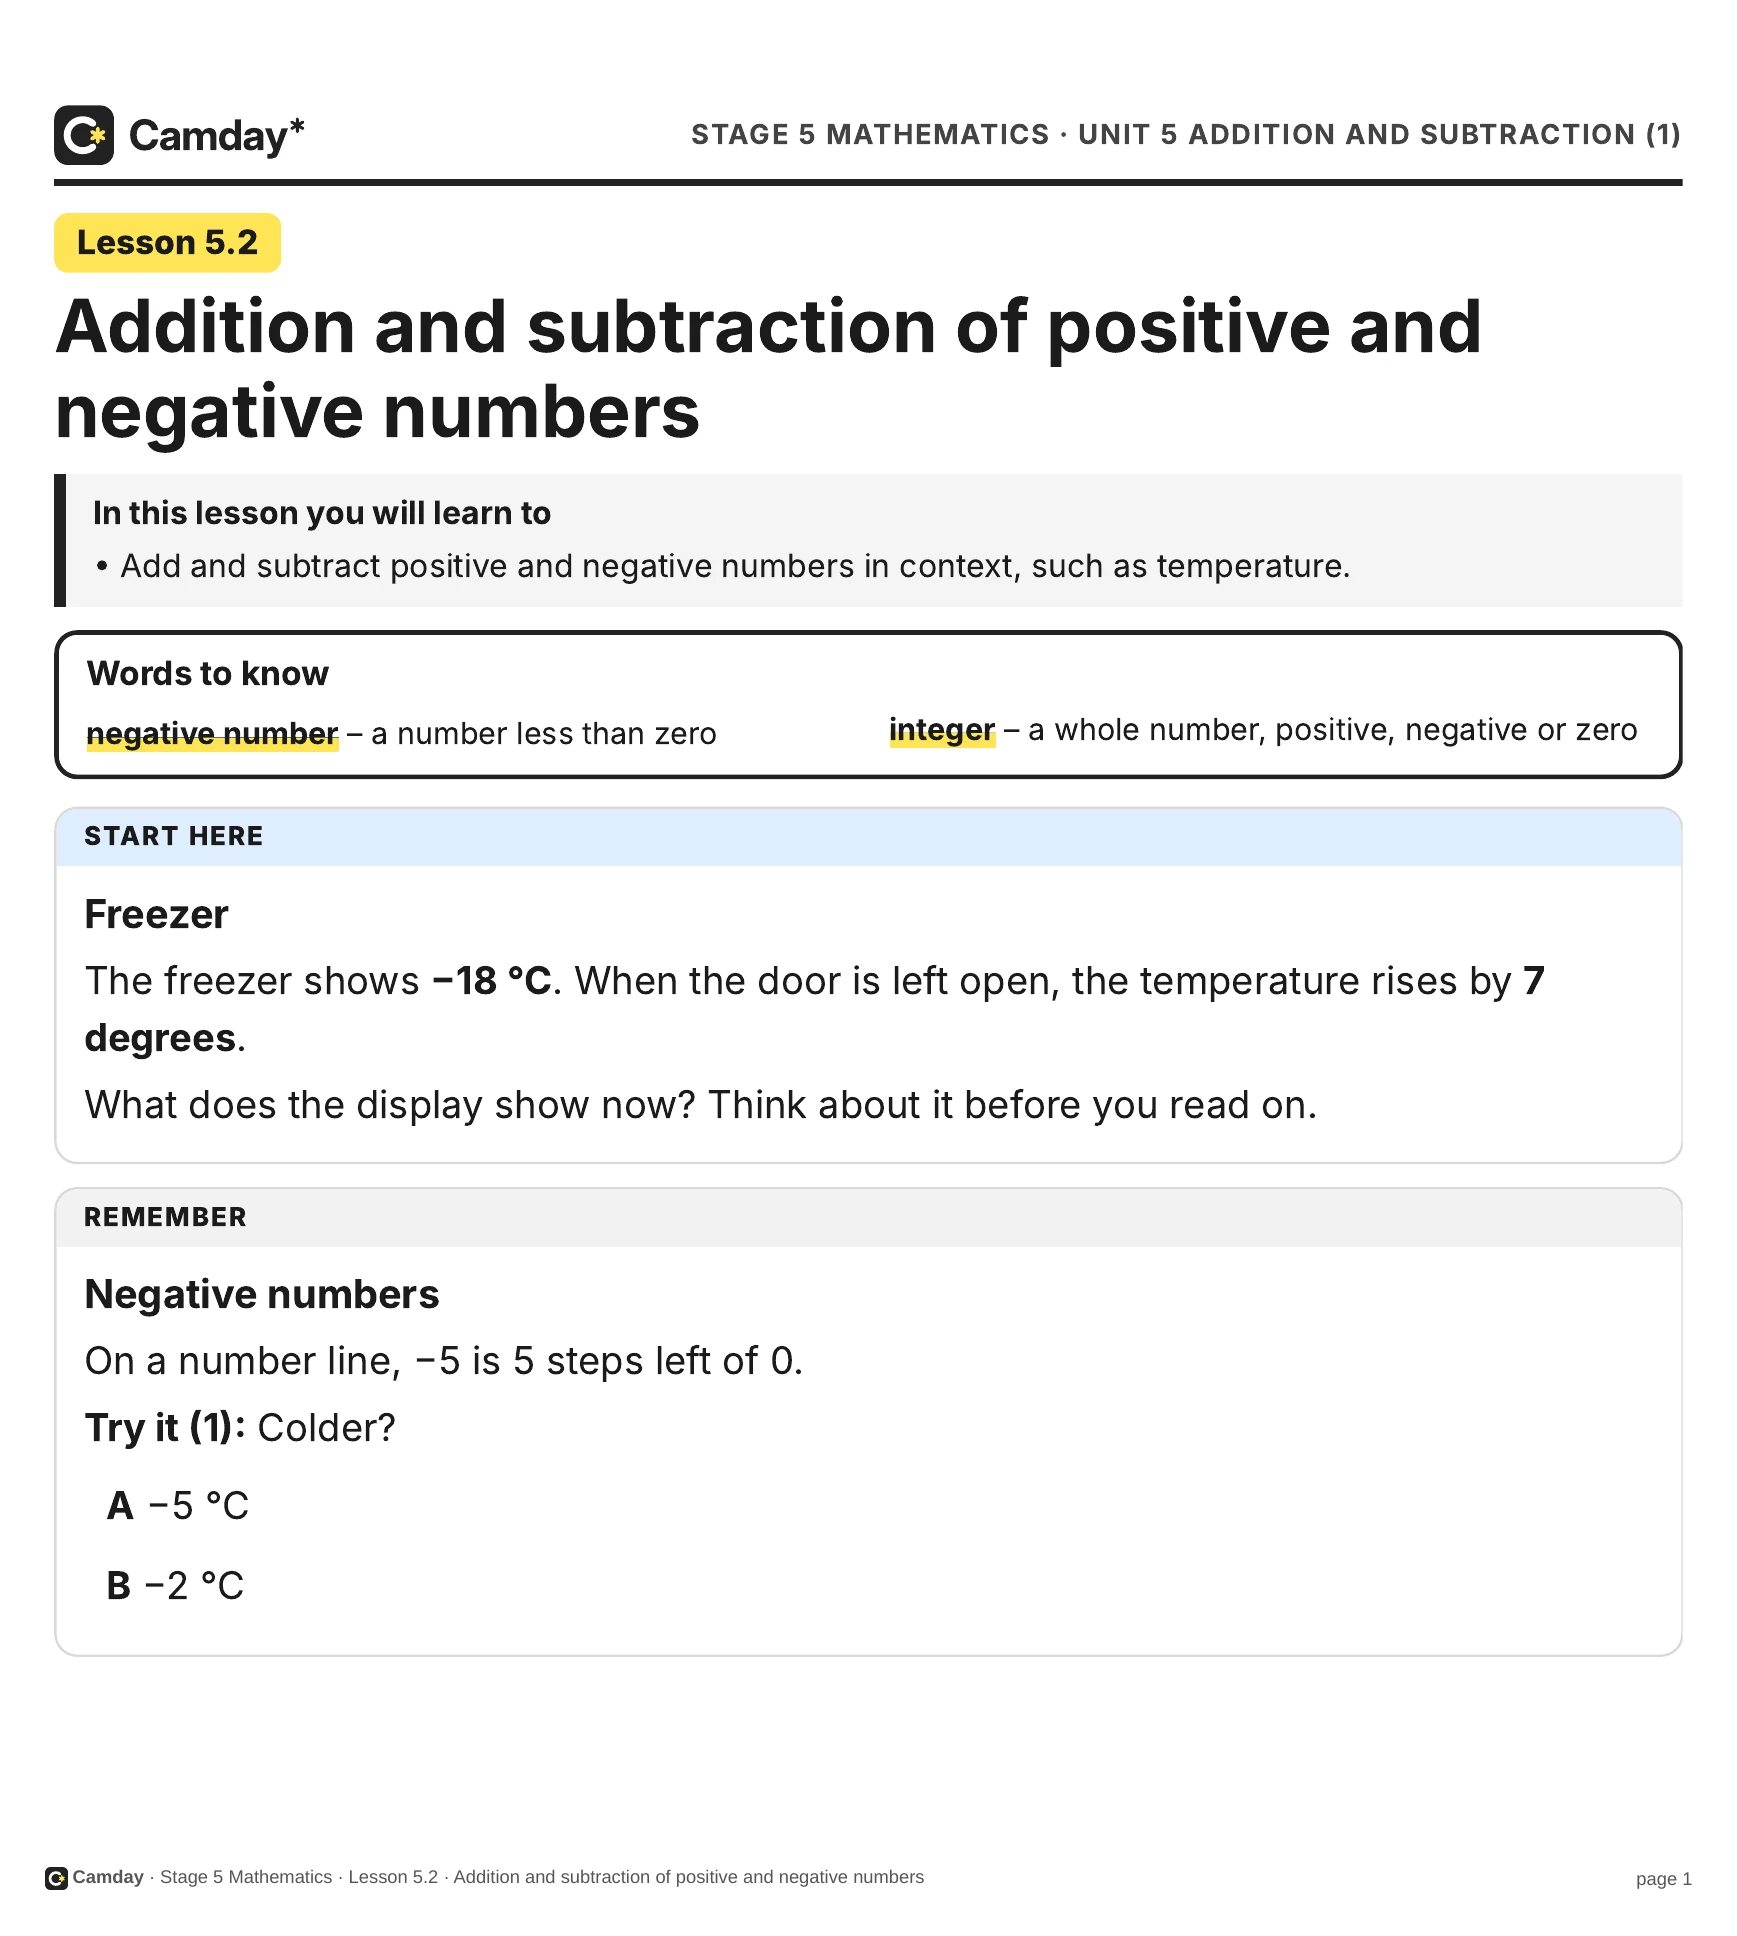 Camday*
STAGE 5 MATHEMATICS · UNIT 5 ADDITION AND SUBTRACTION (1)
Lesson 5.2
Addition and subtraction of positive and
negative numbers
In this lesson you will learn to
• Add and subtract positive and negative numbers in context, such as temperature.
Words to know
negative number – a number less than zero
integer – a whole number, positive, negative or zero
START HERE
Freezer
The freezer shows −18 °C. When the door is left open, the temperature rises by 7
degrees.
What does the display show now? Think about it before you read on.
REMEMBER
Negative numbers
On a number line, −5 is 5 steps left of 0.
Try it (1): Colder?
A −5 °C
B −2 °C
Camday · Stage 5 Mathematics · Lesson 5.2 · Addition and subtraction of positive and negative numbers
page 1